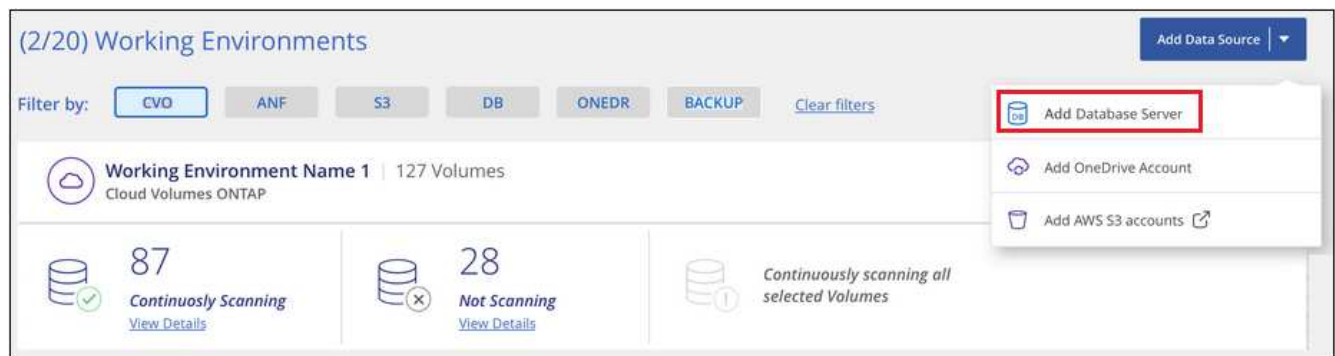 (2/20) Working Environments
Add Data Source
Filter by: CVO ANF S3 DB ONEDR BACKUP Clear filters
DB Add Database Server
Working Environment Name 1 | 127 Volumes
Cloud Volumes ONTAP
Add OneDrive Account
Add AWS S3 accounts
87
Continuosly Scanning
View Details
28
Not Scanning
View Details
Continuously scanning all
selected Volumes